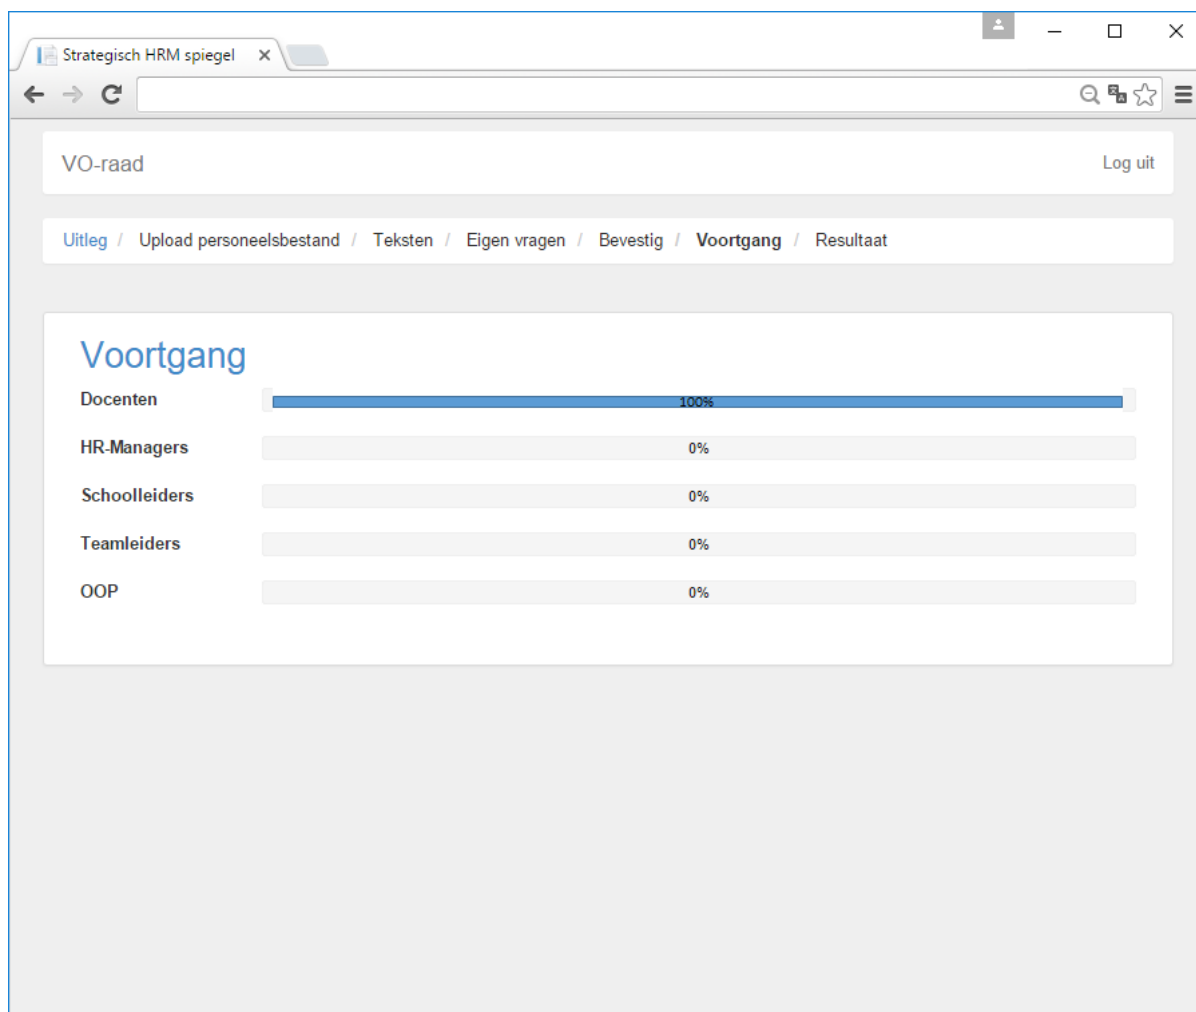 Strategisch HRM spiegel
VO-raad Log uit
Uitleg / Upload personeelsbestand / Teksten / Eigen vragen / Bevestig / Voortgang / Resultaat
Voortgang
Docenten 100%
HR-Managers 0%
Schoolleiders 0%
Teamleiders 0%
OOP 0%